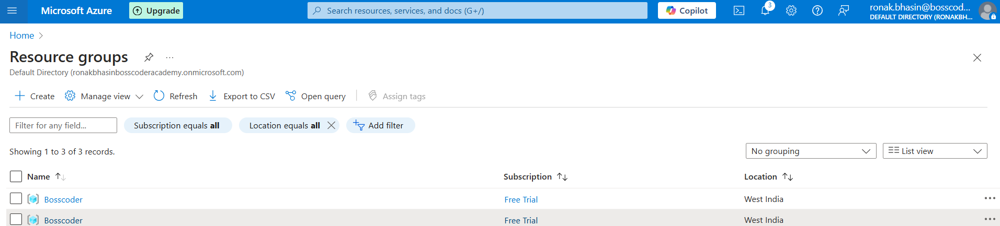 Microsoft Azure Upgrade Search resources, services, and docs (G+/) Copilot 3 ronak.bhasin@bosscod...
DEFAULT DIRECTORY (RONAKBH...
Home
Resource groups
Default Directory (ronakbhasinbosscoderacademy.onmicrosoft.com)
Create Manage view Refresh Export to CSV Open query Assign tags
Filter for any field... Subscription equals all Location equals all Add filter
Showing 1 to 3 of 3 records. No grouping List view
Name Subscription Location
Bosscoder Free Trial West India
Bosscoder Free Trial West India